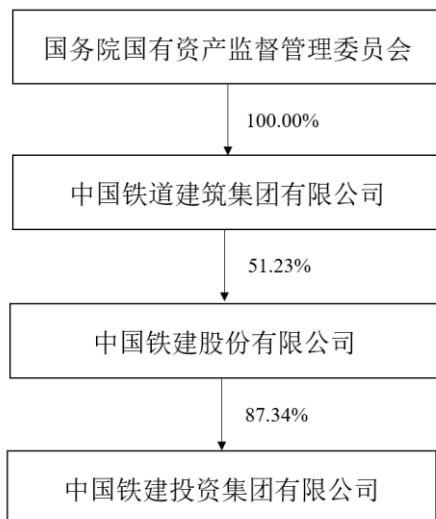 国务院国有资产监督管理委员会
100.00%
中国铁道建筑集团有限公司
51.23%
中国铁建股份有限公司
87.34%
中国铁建投资集团有限公司